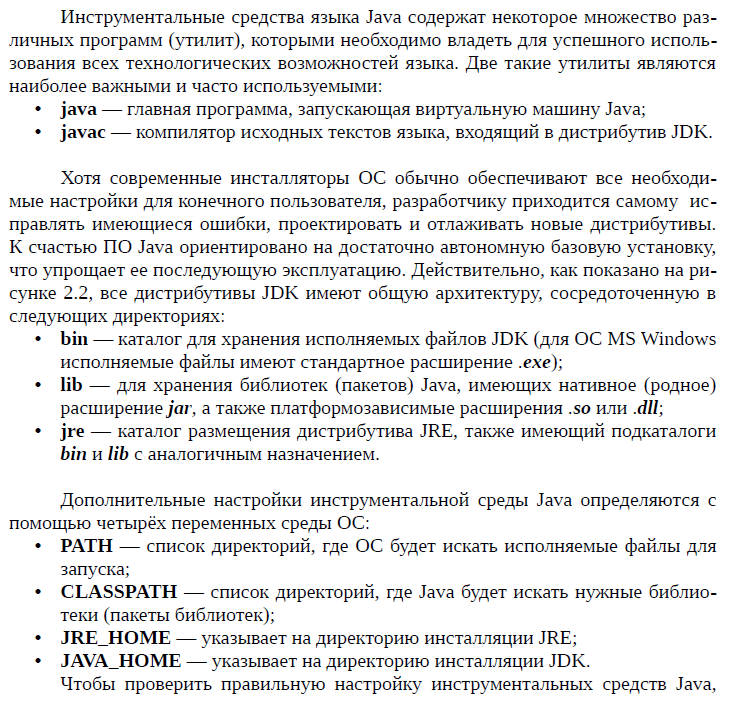 Инструментальные средства языка Java содержат некоторое множество раз-
личных программ (утилит), которыми необходимо владеть для успешного исполь-
зования всех технологических возможностей языка. Две такие утилиты являются
наиболее важными и часто используемыми:
• java — главная программа, запускающая виртуальную машину Java;
• javac — компилятор исходных текстов языка, входящий в дистрибутив JDK.
Хотя современные инсталляторы ОС обычно обеспечивают все необходи-
мые настройки для конечного пользователя, разработчику приходится самому ис-
правлять имеющиеся ошибки, проектировать и отлаживать новые дистрибутивы.
К счастью ПО Java ориентировано на достаточно автономную базовую установку,
что упрощает ее последующую эксплуатацию. Действительно, как показано на ри-
сунке 2.2, все дистрибутивы JDK имеют общую архитектуру, сосредоточенную в
следующих директориях:
• bin — каталог для хранения исполняемых файлов JDK (для ОС MS Windows
исполняемые файлы имеют стандартное расширение .exe);
• lib — для хранения библиотек (пакетов) Java, имеющих нативное (родное)
расширение jar, а также платформозависимые расширения .so или .dll;
• jre — каталог размещения дистрибутива JRE, также имеющий подкаталоги
bin и lib с аналогичным назначением.
Дополнительные настройки инструментальной среды Java определяются с
помощью четырёх переменных среды ОС:
• PATH — список директорий, где ОС будет искать исполняемые файлы для
запуска;
• CLASSPATH — список директорий, где Java будет искать нужные библио-
теки (пакеты библиотек);
• JRE_HOME — указывает на директорию инсталляции JRE;
• JAVA_HOME — указывает на директорию инсталляции JDK.
Чтобы проверить правильную настройку инструментальных средств Java,